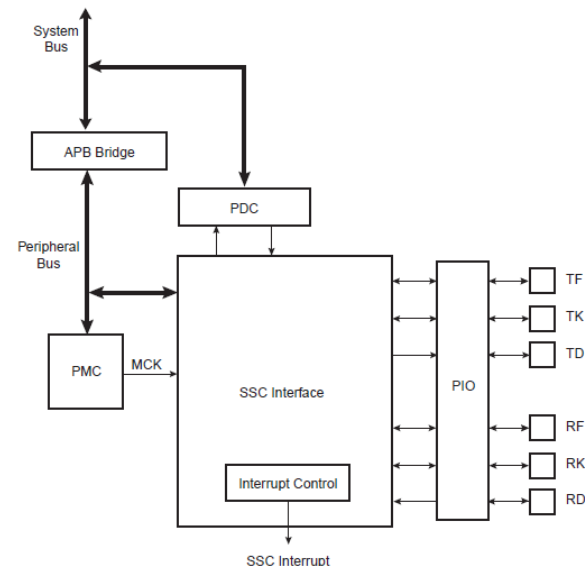 System
Bus
APB Bridge
PDC
Peripheral
Bus
TF
TK
PMC
MCK
TD
SSC Interface
PIO
RF
RK
Interrupt Control
RD
SSC Interrupt